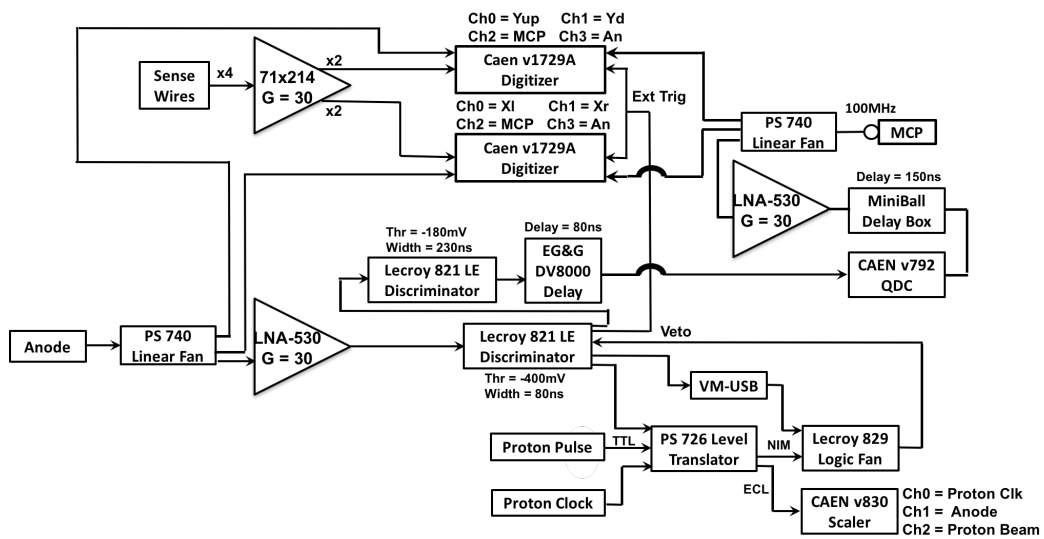 Ch0 = Yup Ch1 = Yd
Ch2 = MCP Ch3 = An
Caen v1729A
Digitizer
Sense
Wires
x4
71x214
G = 30
x2
x2
Ch0 = Xl Ch1 = Xr
Ch2 = MCP Ch3 = An
Caen v1729A
Digitizer
Ext Trig
PS 740
Linear Fan
100MHz
MCP
LNA-530
G = 30
Delay = 150ns
MiniBall
Delay Box
CAEN v792
QDC
Thr = -180mV
Width = 230ns
Lecroy 821 LE
Discriminator
Delay = 80ns
EG&G
DV8000
Delay
Anode
PS 740
Linear Fan
LNA-530
G = 30
Lecroy 821 LE
Discriminator
Thr = -400mV
Width = 80ns
Veto
VM-USB
Proton Pulse
TTL
PS 726 Level
Translator
NIM
Lecroy 829
Logic Fan
Proton Clock
ECL
CAEN v830
Scaler
Ch0 = Proton Clk
Ch1 = Anode
Ch2 = Proton Beam